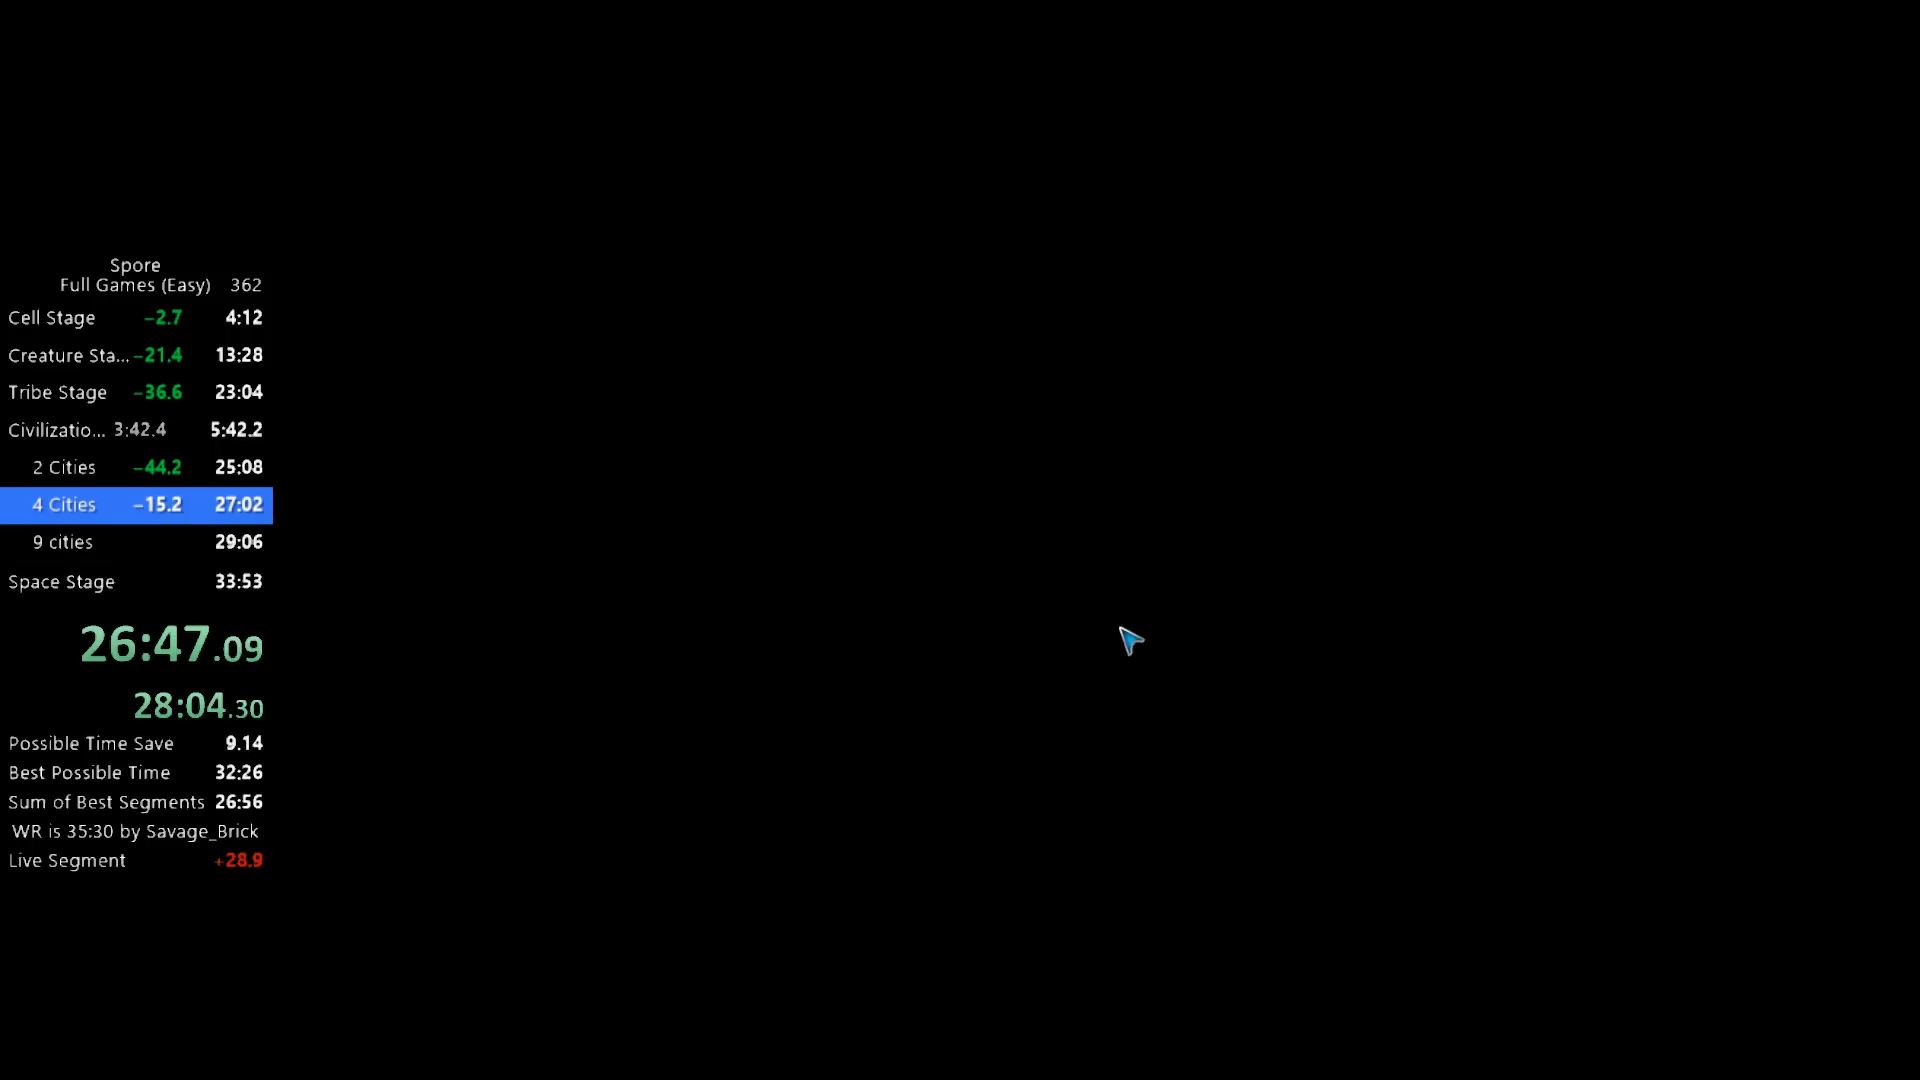 Spore
Full Games (Easy) 362
Cell Stage −2.7 4:12
Creature Sta... −21.4 13:28
Tribe Stage −36.6 23:04
Civilizatio... 3:42.4 5:42.2
2 Cities −44.2 25:08
4 Cities −15.2 27:02
9 cities 29:06
Space Stage 33:53
26:47.09
28:04.30
Possible Time Save 9.14
Best Possible Time 32:26
Sum of Best Segments 26:56
WR is 35:30 by Savage_Brick
Live Segment +28.9